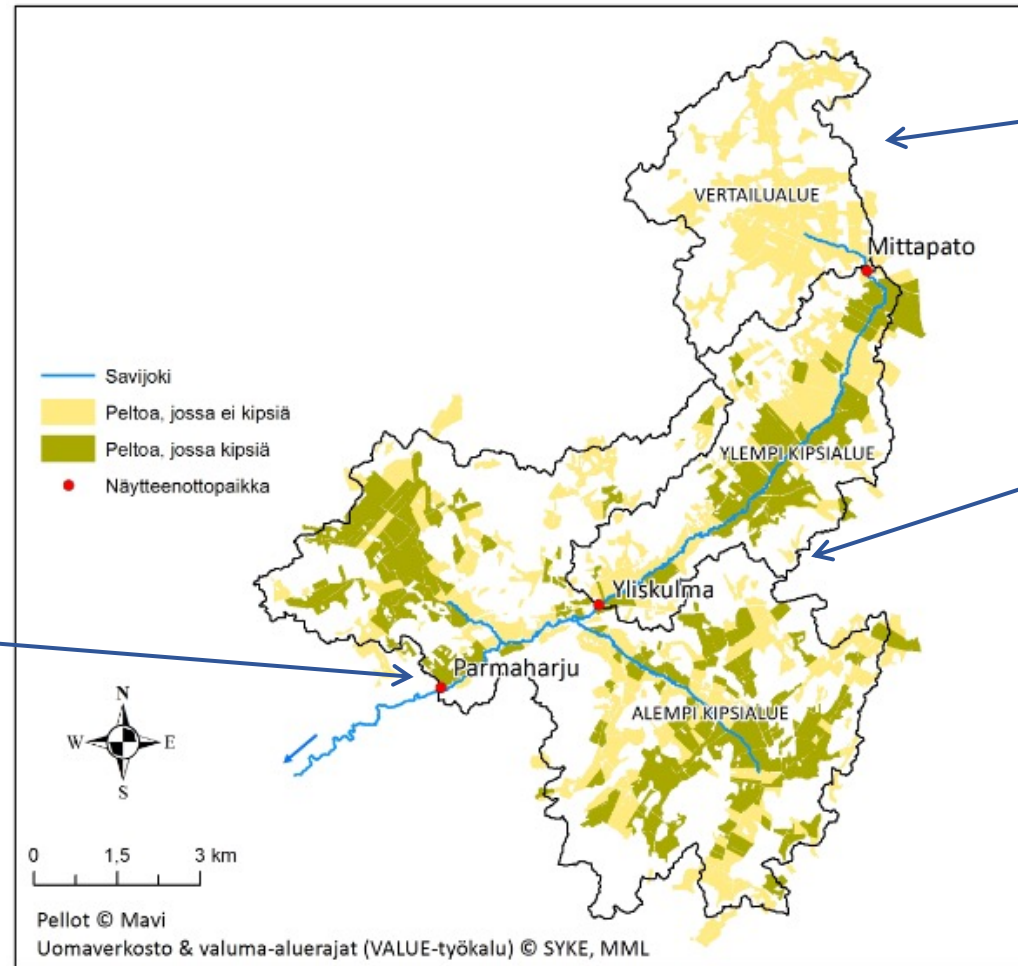 VERTAILUALUE
Mittapato
Savijoki
Peltoa, jossa ei kipsiä
Peltoa, jossa kipsiä
Näytteenottopaikka
YLEMPI KIPSIALUE
Yliskulma
Parmaharju
ALEMPI KIPSIALUE
N
W E
S
0 1,5 3 km
Pellot © Mavi
Uomaverkosto & valuma-aluerajat (VALUE-työkalu) © SYKE, MML